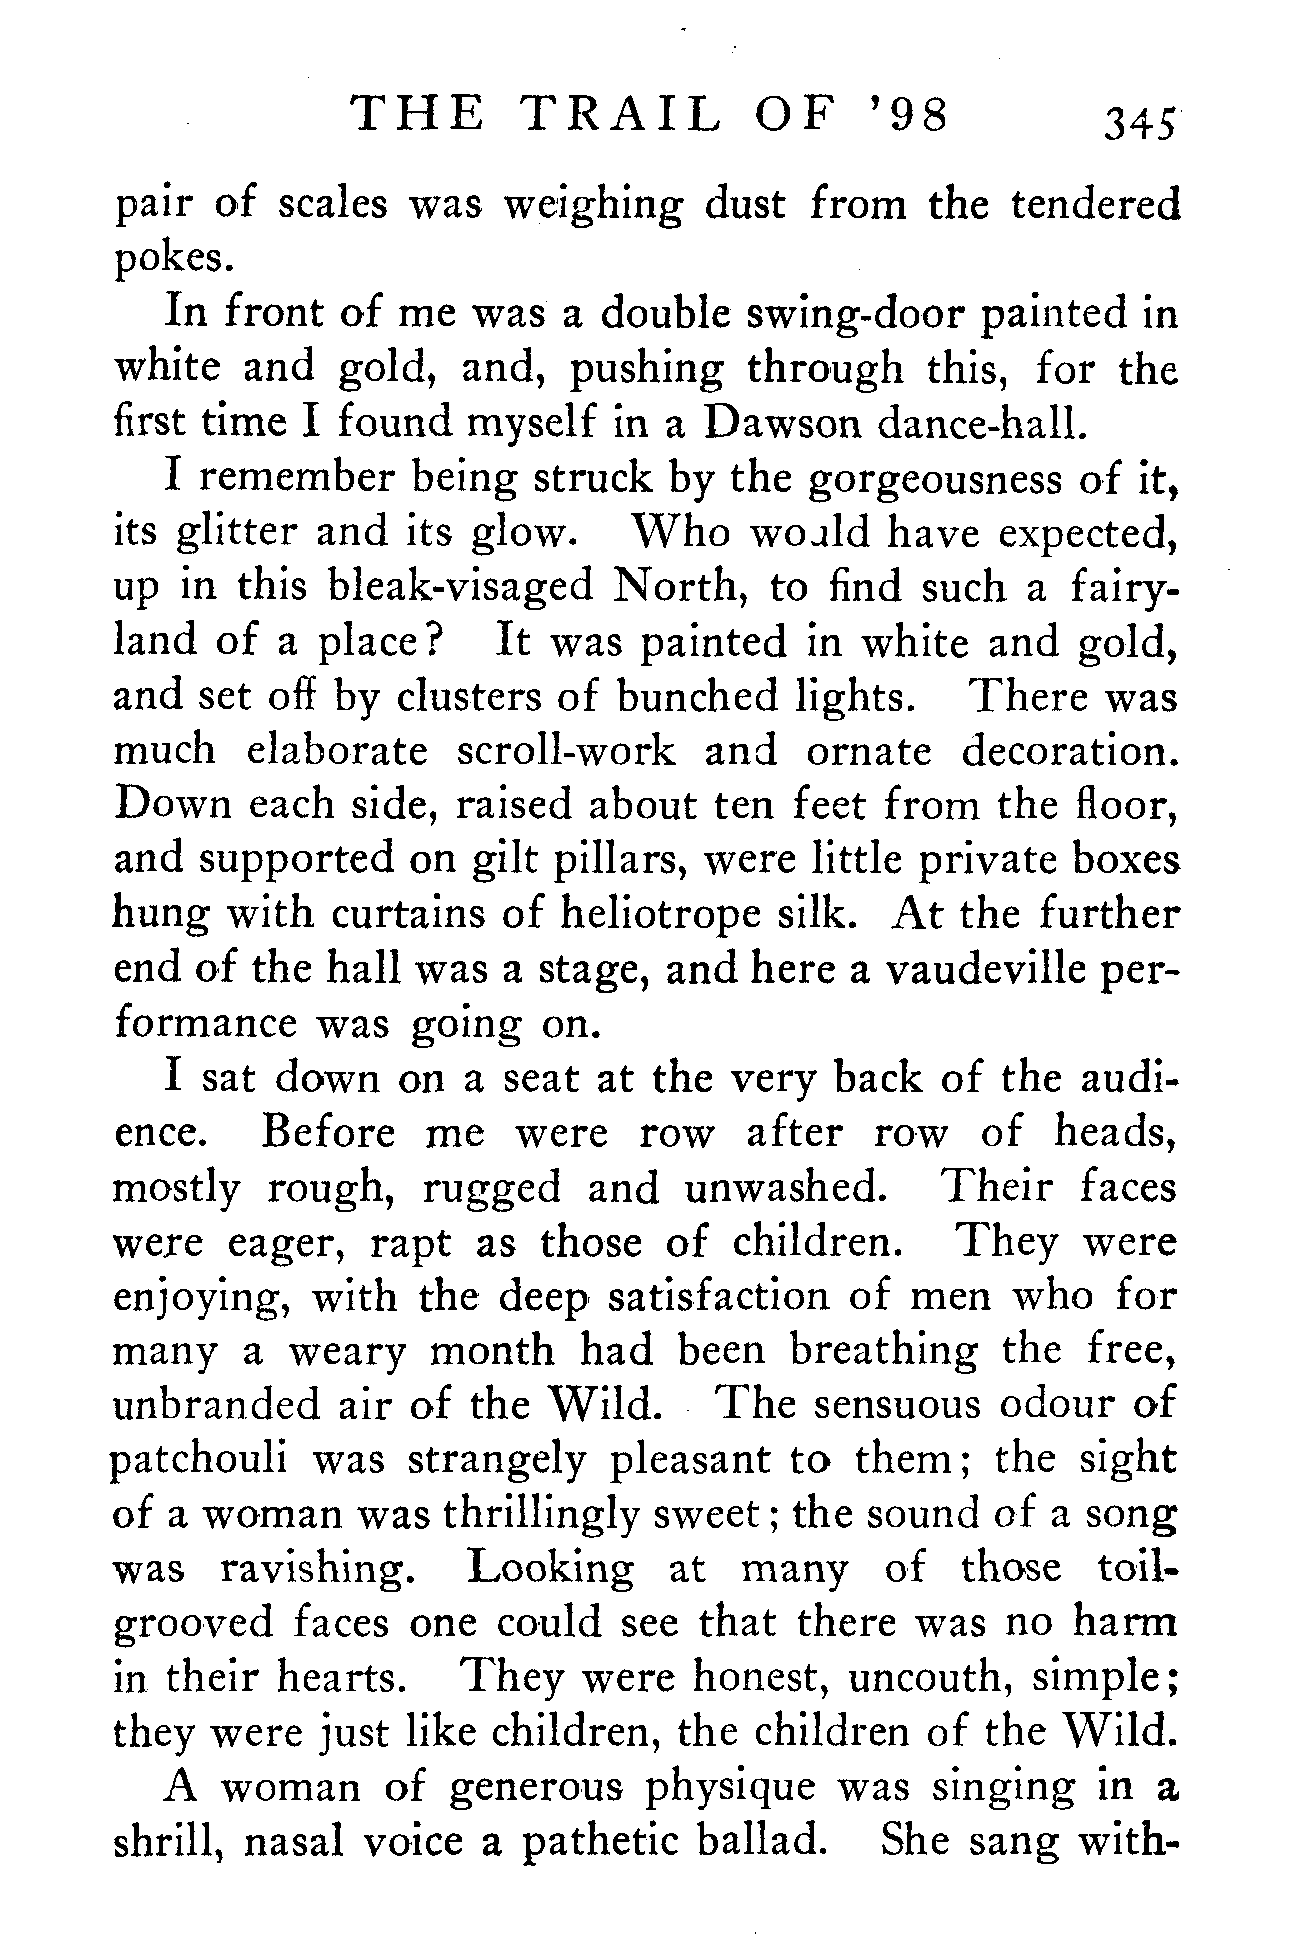 THE TRAIL OF '98 345
pair of scales was weighing dust from the tendered
pokes.
In front of me was a double swing-door painted in
white and gold, and, pushing through this, for the
first time I found myself in a Dawson dance-hall.
I remember being struck by the gorgeousness of it,
its glitter and its glow. Who would have expected,
up in this bleak-visaged North, to find such a fairy-
land of a place? It was painted in white and gold,
and set off by clusters of bunched lights. There was
much elaborate scroll-work and ornate decoration.
Down each side, raised about ten feet from the floor,
and supported on gilt pillars, were little private boxes
hung with curtains of heliotrope silk. At the further
end of the hall was a stage, and here a vaudeville per-
formance was going on.
I sat down on a seat at the very back of the audi-
ence. Before me were row after row of heads,
mostly rough, rugged and unwashed. Their faces
were eager, rapt as those of children. They were
enjoying, with the deep satisfaction of men who for
many a weary month had been breathing the free,
unbranded air of the Wild. The sensuous odour of
patchouli was strangely pleasant to them; the sight
of a woman was thrillingly sweet; the sound of a song
was ravishing. Looking at many of those toil-
grooved faces one could see that there was no harm
in their hearts. They were honest, uncouth, simple;
they were just like children, the children of the Wild.
A woman of generous physique was singing in a
shrill, nasal voice a pathetic ballad. She sang with-